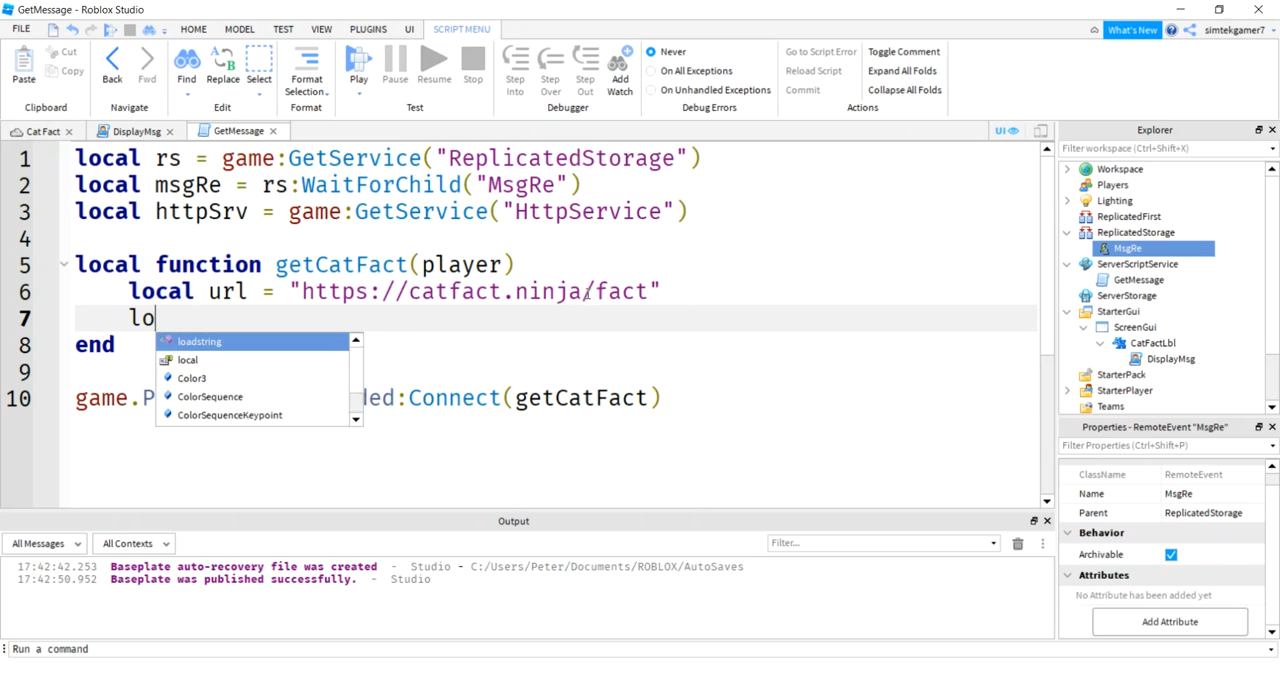 GetMessage - Roblox Studio
FILE HOME MODEL TEST VIEW PLUGINS UI SCRIPT MENU What's New simtekgamer7
Paste Cut Copy Back Fwd Find Replace Select Format Selection Play Pause Resume Stop Step Into Step Over Step Out Add Watch
Never
On All Exceptions
On Unhandled Exceptions
Go to Script Error
Reload Script
Commit
Toggle Comment
Expand All Folds
Collapse All Folds
Clipboard Navigate Edit Format Test Debugger Debug Errors Actions
Cat Fact DisplayMsg GetMessage UI
1 local rs = game:GetService("ReplicatedStorage")
2 local msgRe = rs:WaitForChild("MsgRe")
3 local httpSrv = game:GetService("HttpService")
4
5 local function getCatFact(player)
6 local url = "https://catfact.ninja/fact"
7 lo
8 end
9
10 game.P led:Connect(getCatFact)
loadstring
local
Color3
ColorSequence
ColorSequenceKeypoint
Explorer
Filter workspace (Ctrl+Shift+X)
Workspace
Players
Lighting
ReplicatedFirst
ReplicatedStorage
MsgRe
ServerScriptService
GetMessage
ServerStorage
StarterGui
ScreenGui
CatFactLbl
DisplayMsg
StarterPack
StarterPlayer
Teams
Properties - RemoteEvent "MsgRe"
Filter Properties (Ctrl+Shift+P)
ClassName RemoteEvent
Name MsgRe
Parent ReplicatedStorage
Behavior
Archivable
Attributes
No Attribute has been added yet
Add Attribute
Output
All Messages All Contexts Filter...
17:42:42.253 Baseplate auto-recovery file was created - Studio - C:/Users/Peter/Documents/ROBLOX/AutoSaves
17:42:50.952 Baseplate was published successfully. - Studio
Run a command